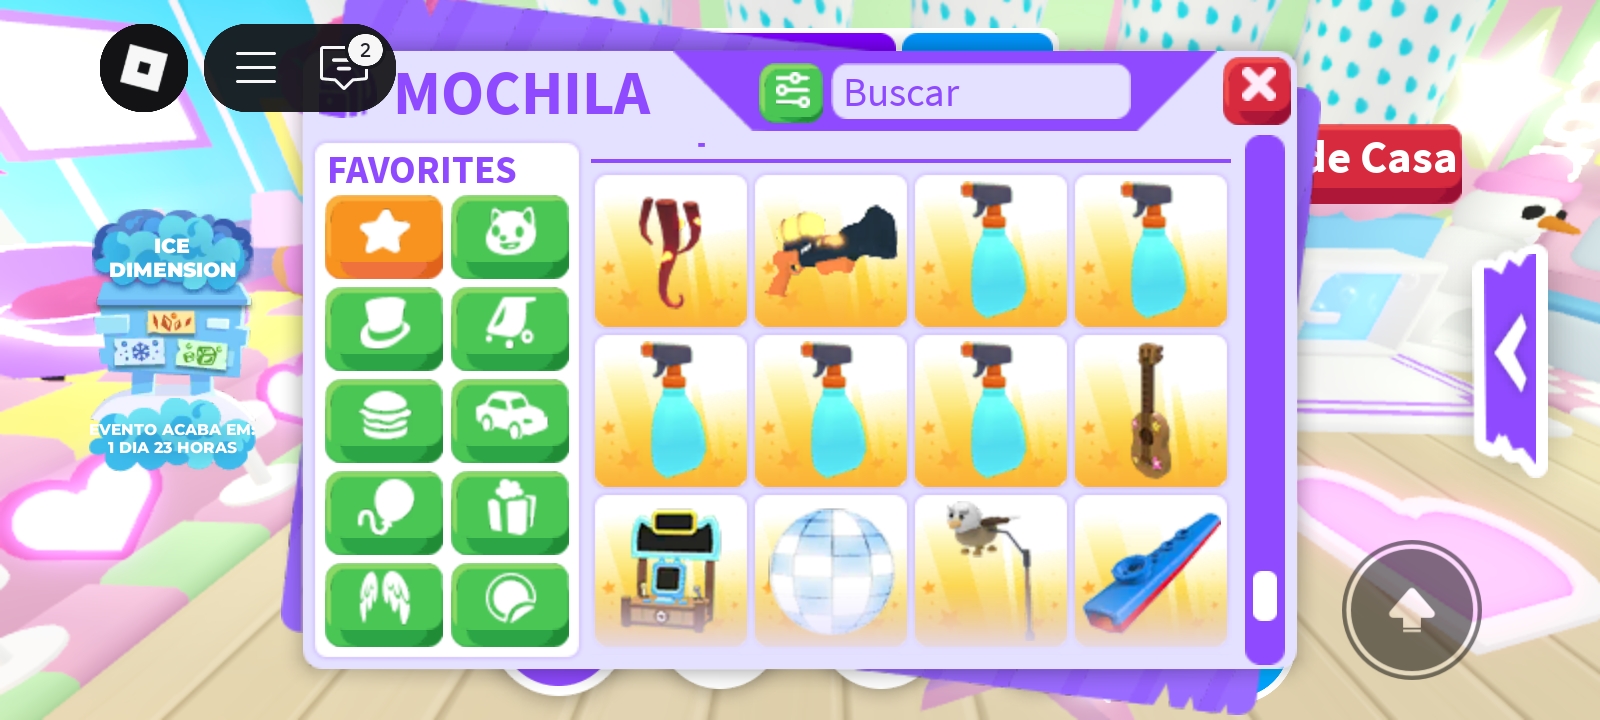 2
MOCHILA
Buscar
FAVORITES
de Casa
ICE
DIMENSION
EVENTO ACABA EM:
1 DIA 23 HORAS